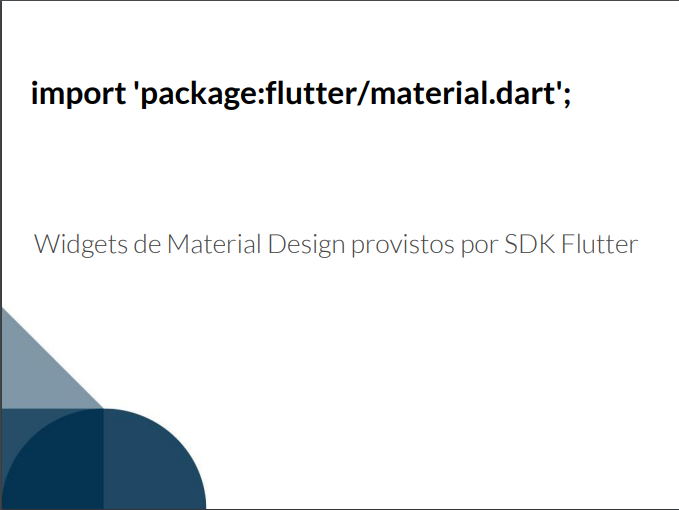 import 'package:flutter/material.dart';
Widgets de Material Design provistos por SDK Flutter